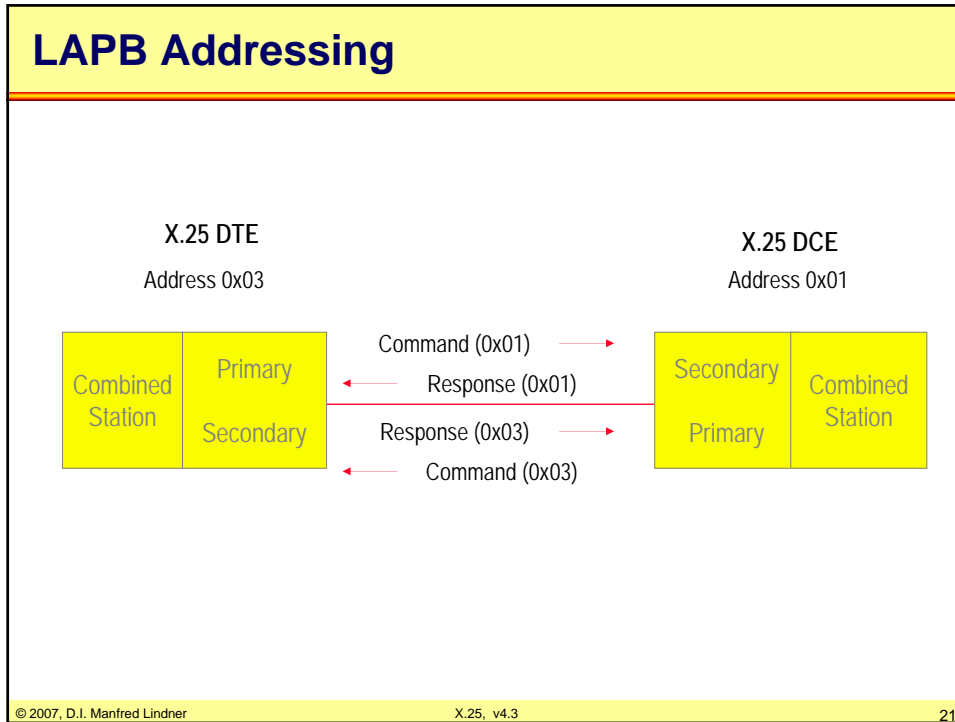 LAPB Addressing
X.25 DTE
Address 0x03
X.25 DCE
Address 0x01
Combined
Station
Primary
Secondary
Command (0x01)
Response (0x01)
Response (0x03)
Command (0x03)
Secondary
Primary
Combined
Station
© 2007, D.I. Manfred Lindner
X.25, v4.3
21